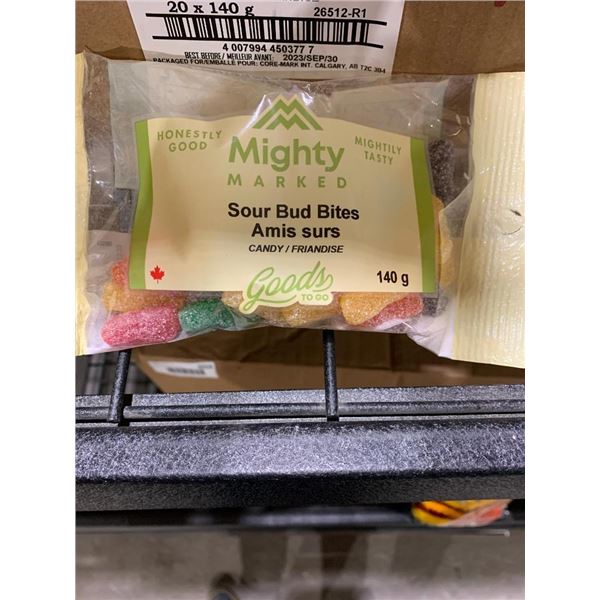 20 x 140 g
26512-R1
4 007994 450377 7
BEST BEFORE/ MEILLEUR AVANT: 2023/SEP/30
PACKAGED FOR/EMBALLÉ POUR: CORE-MARK INT. CALGARY, AB T2C 3B4
HONESTLY GOOD
MIGHTILY TASTY
Mighty
MARKED
Sour Bud Bites
Amis surs
CANDY / FRIANDISE
Goods
TO GO
140 g